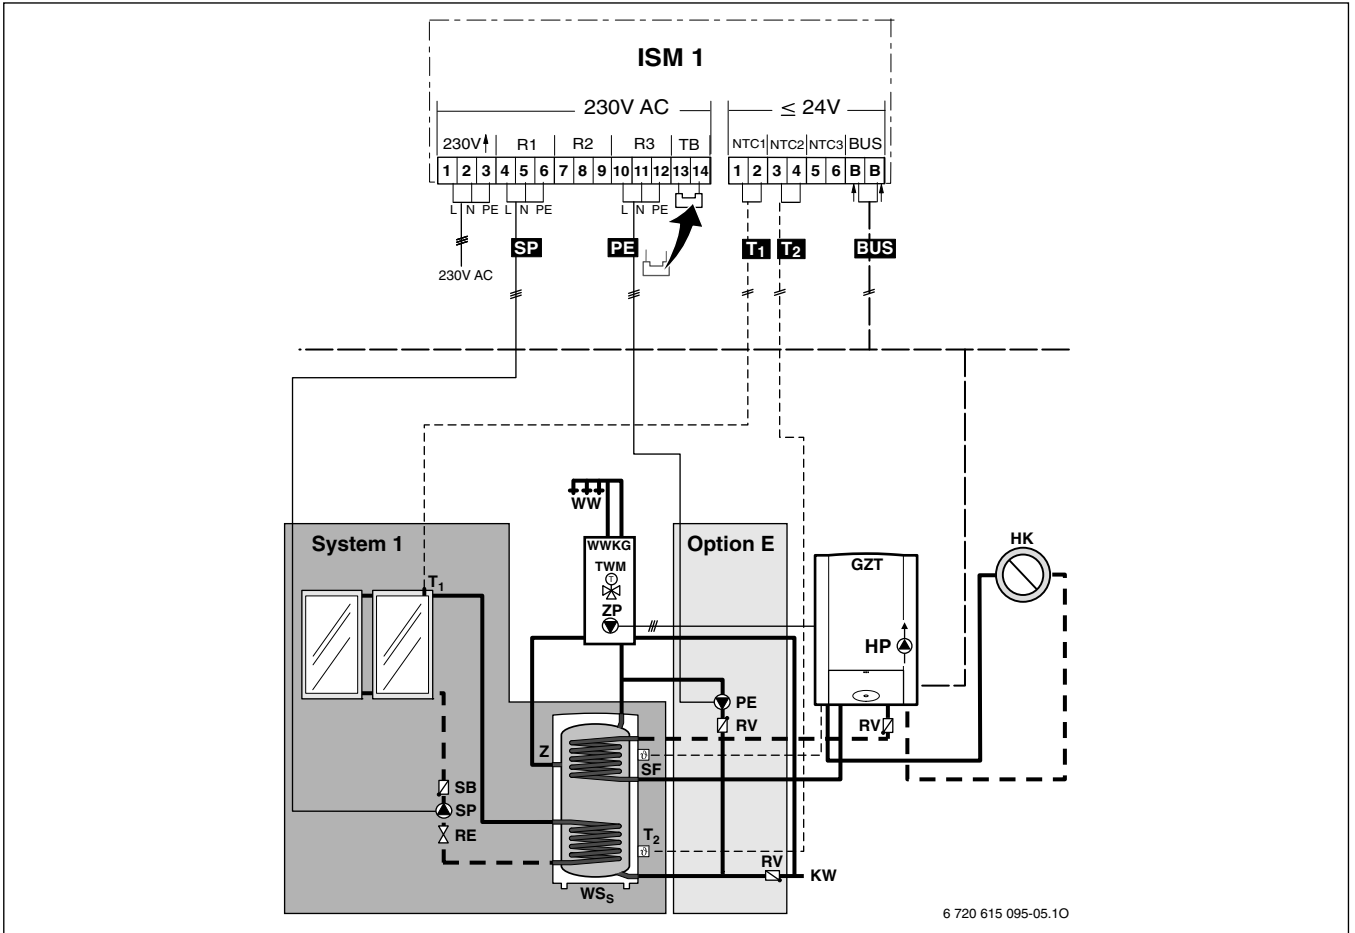 ISM 1
230V AC
≤ 24V
230V R1 R2 R3 TB
NTC1 NTC2 NTC3 BUS
1 2 3 4 5 6 7 8 9 10 11 12 13 14
1 2 3 4 5 6 B B
L N PE L N PE
L N PE
SP
PE
T1
T2
BUS
230V AC
WW
System 1
WWKG
TWM
T
ZP
Option E
GZT
HP
HK
T1
PE
RV
RV
Z
SF
SB
SP
RE
T2
RV
KW
WSS
6 720 615 095-05.1O